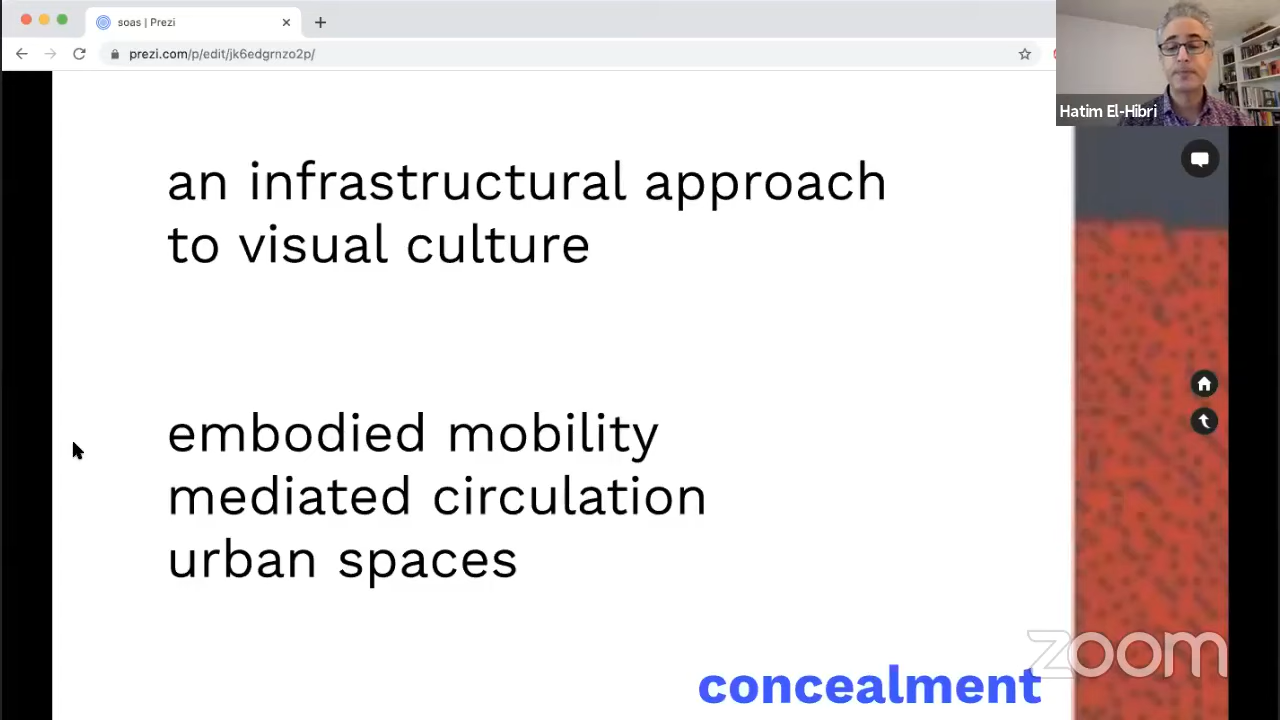 soas | Prezi
prezi.com/p/edit/jk6edgrnzo2p/
Hatim El-Hibri
an infrastructural approach
to visual culture
embodied mobility
mediated circulation
urban spaces
concealment
zoom